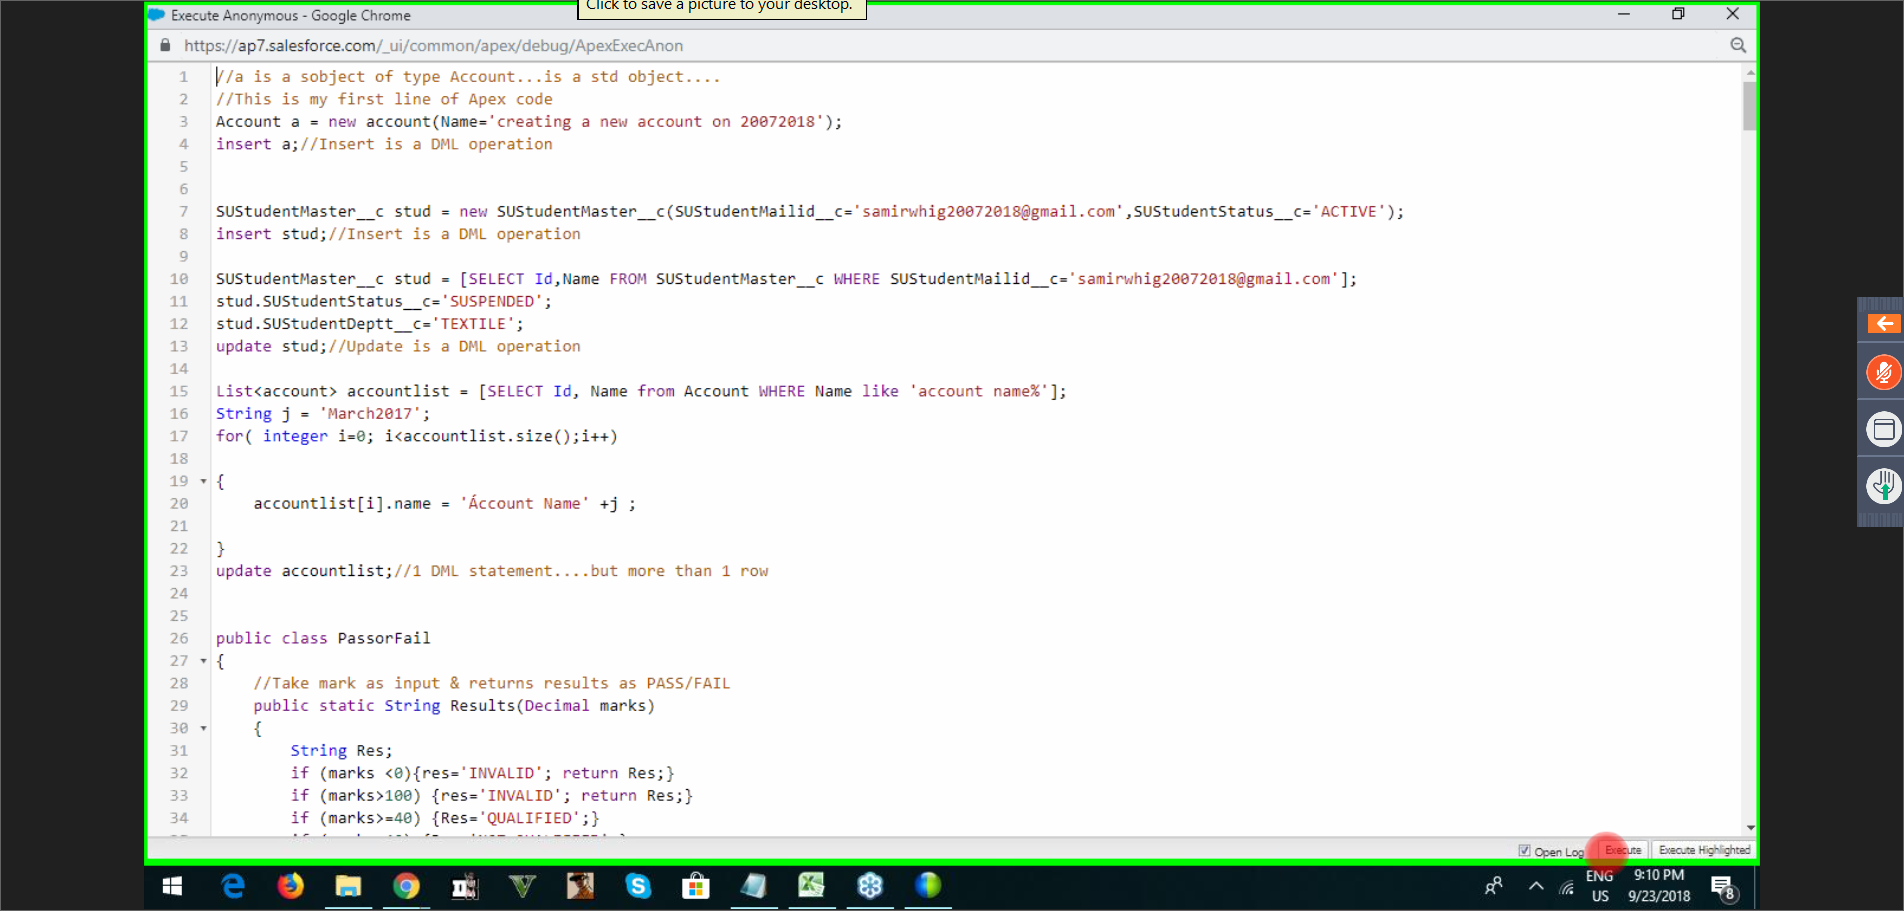 Click to save a picture to your desktop.
Execute Anonymous - Google Chrome
https://ap7.salesforce.com/_ui/common/apex/debug/ApexExecAnon
1 //a is a sobject of type Account...is a std object....
2 //This is my first line of Apex code
3 Account a = new account(Name='creating a new account on 20072018');
4 insert a;//Insert is a DML operation
5
6
7 SUStudentMaster__c stud = new SUStudentMaster__c(SUStudentMailid__c='samirwhig20072018@gmail.com',SUStudentStatus__c='ACTIVE');
8 insert stud;//Insert is a DML operation
9
10 SUStudentMaster__c stud = [SELECT Id,Name FROM SUStudentMaster__c WHERE SUStudentMailid__c='samirwhig20072018@gmail.com'];
11 stud.SUStudentStatus__c='SUSPENDED';
12 stud.SUStudentDeptt__c='TEXTILE';
13 update stud;//Update is a DML operation
14
15 List<account> accountlist = [SELECT Id, Name from Account WHERE Name like 'account name%'];
16 String j = 'March2017';
17 for( integer i=0; i<accountlist.size();i++)
18
19 {
20 accountlist[i].name = 'Áccount Name' +j ;
21
22 }
23 update accountlist;//1 DML statement....but more than 1 row
24
25
26 public class PassorFail
27 {
28 //Take mark as input & returns results as PASS/FAIL
29 public static String Results(Decimal marks)
30 {
31 String Res;
32 if (marks <0){res='INVALID'; return Res;}
33 if (marks>100) {res='INVALID'; return Res;}
34 if (marks>=40) {Res='QUALIFIED';}
Open Log Execute Execute Highlighted
ENG 9:10 PM
US 9/23/2018 8